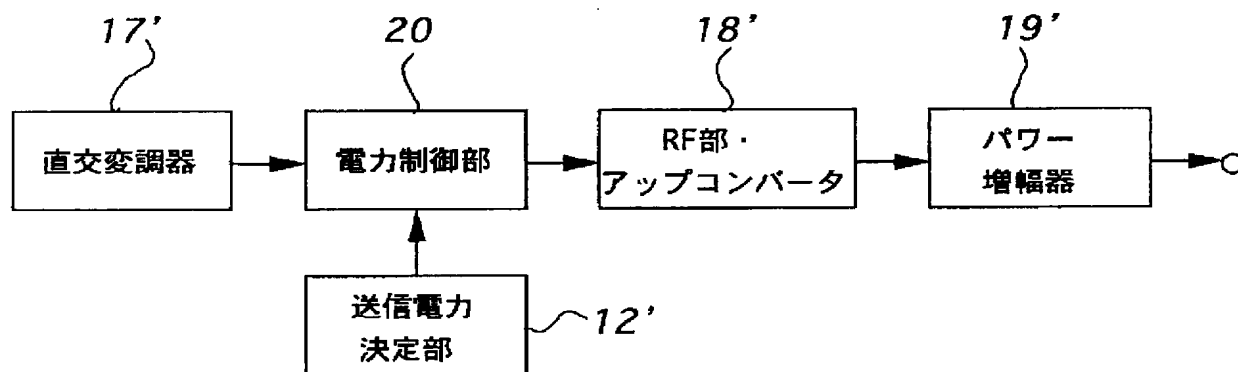 17’
20
18’
19’
直交変調器
電力制御部
RF部・
アップコンバータ
パワー
増幅器
送信電力
決定部
12’